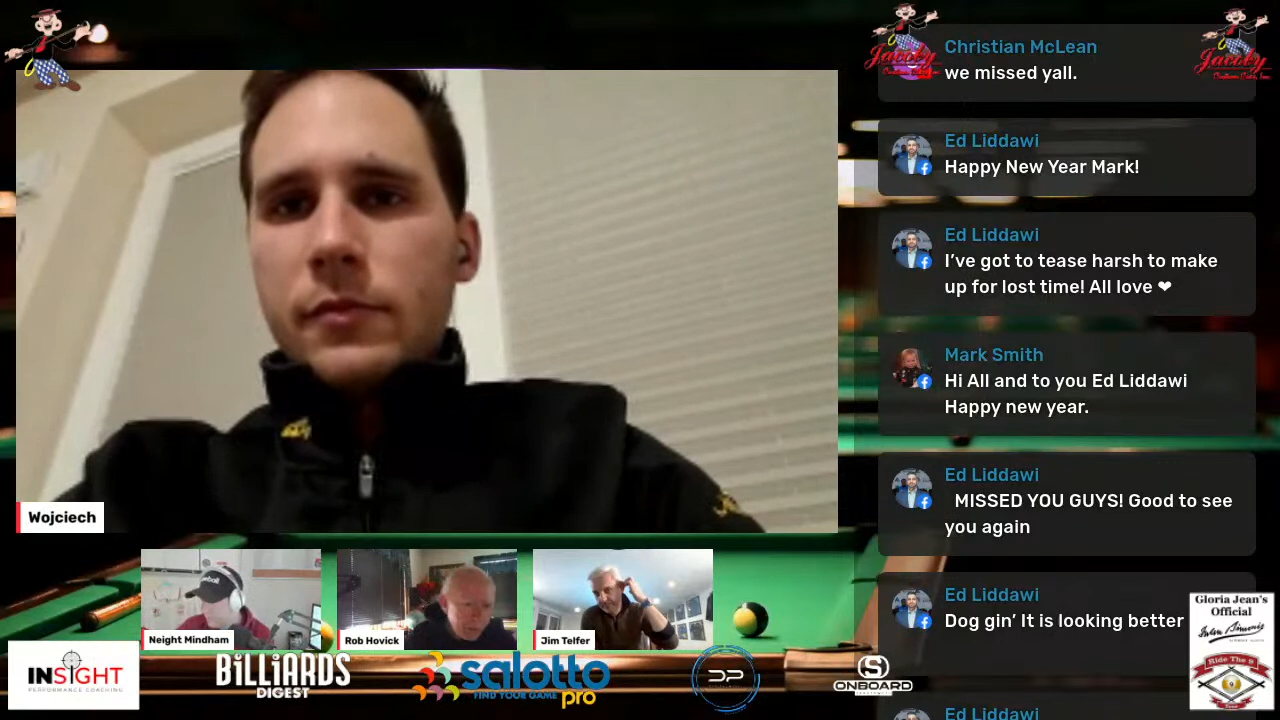 Jacoby
Jacoby
Christian McLean
we missed yall.
Ed Liddawi
Happy New Year Mark!
Ed Liddawi
I've got to tease harsh to make
up for lost time! All love ❤
Mark Smith
Hi All and to you Ed Liddawi
Happy new year.
Ed Liddawi
MISSED YOU GUYS! Good to see
you again
Ed Liddawi
Dog gin' It is looking better
Ed Liddawi
Wojciech
Neight Mindham
Rob Hovick
Jim Telfer
INSIGHT
PERFORMANCE COACHING
BILLIARDS
DIGEST
salotto
FIND YOUR GAME
pro
DP
S
ONBOARD
Gloria Jean's
Official
Ride The 9
Tour